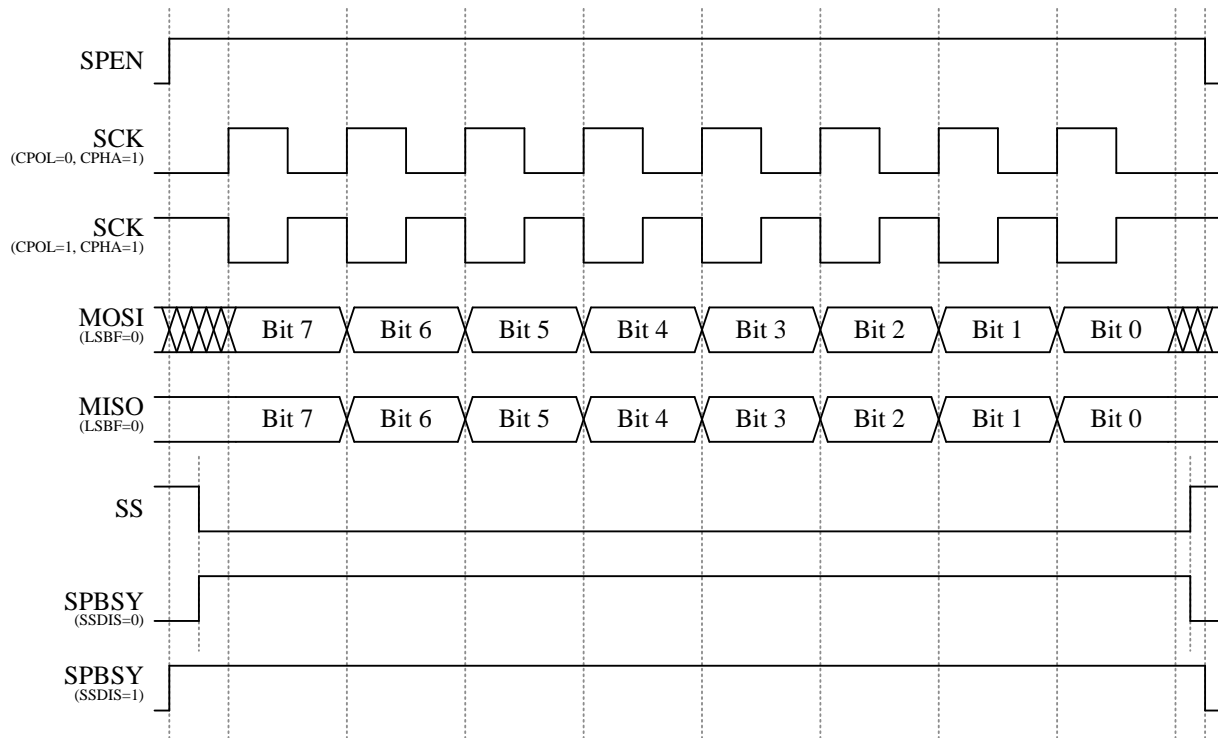 SPEN
SCK
(CPOL=0, CPHA=1)
SCK
(CPOL=1, CPHA=1)
MOSI
(LSBF=0)
Bit 7 Bit 6 Bit 5 Bit 4 Bit 3 Bit 2 Bit 1 Bit 0
MISO
(LSBF=0)
Bit 7 Bit 6 Bit 5 Bit 4 Bit 3 Bit 2 Bit 1 Bit 0
SS
SPBSY
(SSDIS=0)
SPBSY
(SSDIS=1)